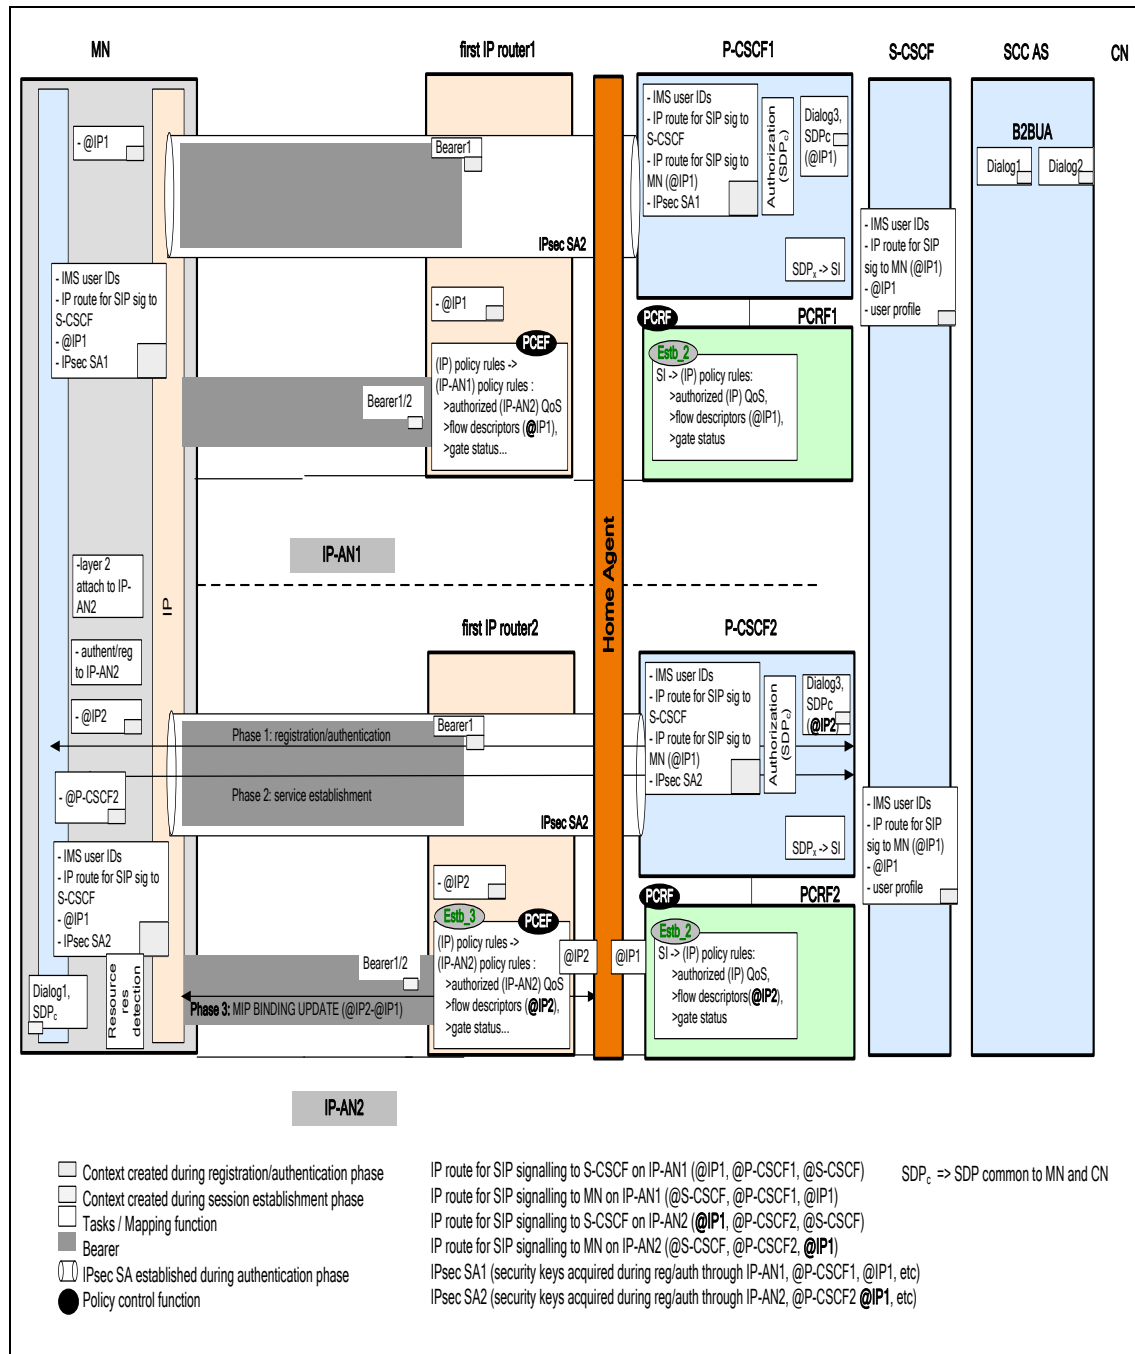 MN
first IP router1
P-CSCF1
S-CSCF
SCC AS
CN
- @IP1
Bearer1
IPsec SA2
- IMS user IDs
- IP route for SIP sig to
S-CSCF
- IP route for SIP sig to
MN (@IP1)
- IPsec SA1
Authorization
(SDPc)
Dialog3,
SDPc
(@IP1)
SDPx -> SI
B2BUA
Dialog1
Dialog2
- IMS user IDs
- IP route for SIP
sig to MN (@IP1)
- @IP1
- user profile
- IMS user IDs
- IP route for SIP sig to
S-CSCF
- @IP1
- IPsec SA1
- @IP1
PCEF
(IP) policy rules ->
(IP-AN1) policy rules :
>authorized (IP-AN2) QoS
>flow descriptors (@IP1),
>gate status...
Bearer1/2
PCRF
PCRF1
Estb_2
SI -> (IP) policy rules:
>authorized (IP) QoS,
>flow descriptors (@IP1),
>gate status
IP-AN1
Home Agent
IP
-layer 2
attach to IP-
AN2
- authent/reg
to IP-AN2
- @IP2
first IP router2
P-CSCF2
Bearer1
Phase 1: registration/authentication
Phase 2: service establishment
IPsec SA2
- IMS user IDs
- IP route for SIP sig to
S-CSCF
- IP route for SIP sig to
MN (@IP1)
- IPsec SA2
Authorization
(SDPc)
Dialog3,
SDPc
(@IP2)
SDPx -> SI
- @P-CSCF2
- IMS user IDs
- IP route for SIP
sig to MN (@IP1)
- @IP1
- user profile
- IMS user IDs
- IP route for SIP sig to
S-CSCF
- @IP1
- IPsec SA2
- @IP2
Estb_3
PCEF
(IP) policy rules ->
(IP-AN2) policy rules :
>authorized (IP-AN2) QoS
>flow descriptors (@IP2),
>gate status...
@IP2
@IP1
PCRF
PCRF2
Estb_2
SI -> (IP) policy rules:
>authorized (IP) QoS,
>flow descriptors(@IP2),
>gate status
Bearer1/2
Phase 3: MIP BINDING UPDATE (@IP2-@IP1)
Dialog1,
SDPc
Resource
res
detection
IP-AN2
Context created during registration/authentication phase
Context created during session establishment phase
Tasks / Mapping function
Bearer
IPsec SA established during authentication phase
Policy control function
IP route for SIP signalling to S-CSCF on IP-AN1 (@IP1, @P-CSCF1, @S-CSCF)
IP route for SIP signalling to MN on IP-AN1 (@S-CSCF, @P-CSCF1, @IP1)
IP route for SIP signalling to S-CSCF on IP-AN2 (@IP1, @P-CSCF2, @S-CSCF)
IP route for SIP signalling to MN on IP-AN2 (@S-CSCF, @P-CSCF2, @IP1)
IPsec SA1 (security keys acquired during reg/auth through IP-AN1, @P-CSCF1, @IP1, etc)
IPsec SA2 (security keys acquired during reg/auth through IP-AN2, @P-CSCF2 @IP1, etc)
SDPc => SDP common to MN and CN